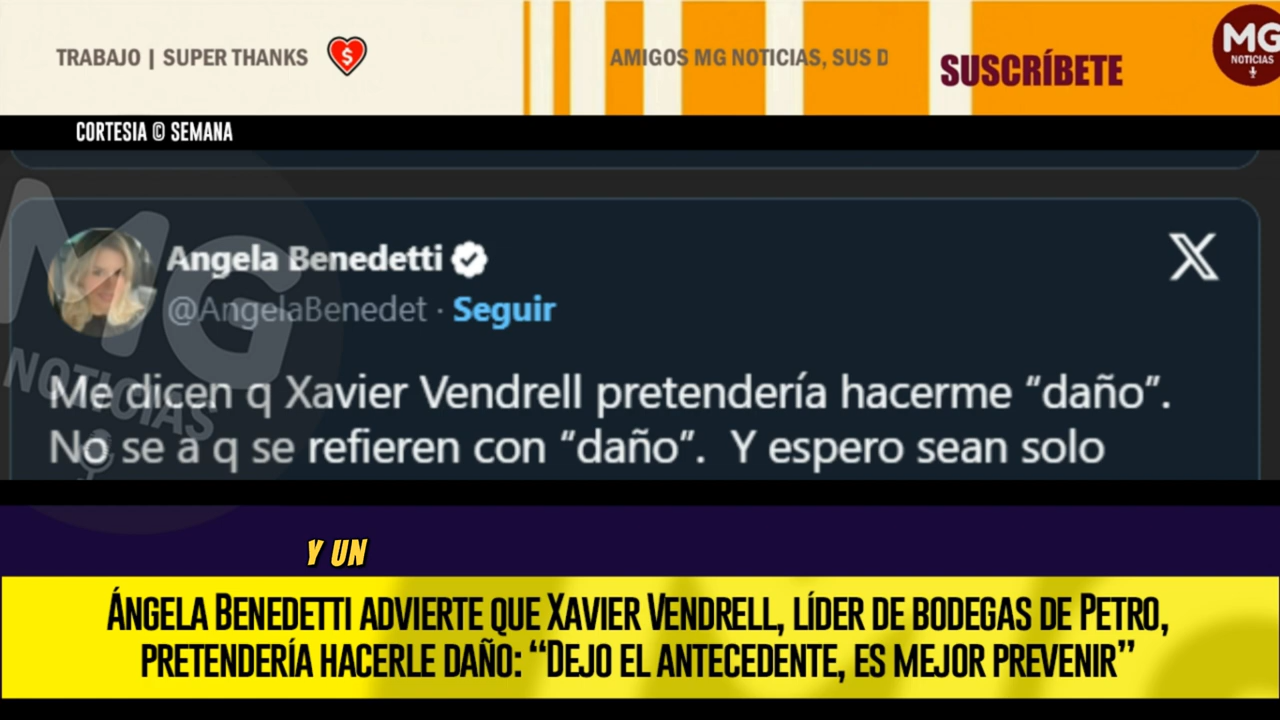 TRABAJO | SUPER THANKS
AMIGOS MG NOTICIAS, SUS D
SUSCRÍBETE
MG
NOTICIAS
CORTESIA © SEMANA
Angela Benedetti
@AngelaBenedet · Seguir
Me dicen q Xavier Vendrell pretendería hacerme “daño”.
No se a q se refieren con “daño”. Y espero sean solo
MG
NOTICIAS
Y UN
ÁNGELA BENEDETTI ADVIERTE QUE XAVIER VENDRELL, LÍDER DE BODEGAS DE PETRO,
PRETENDERÍA HACERLE DAÑO: “DEJO EL ANTECEDENTE, ES MEJOR PREVENIR”